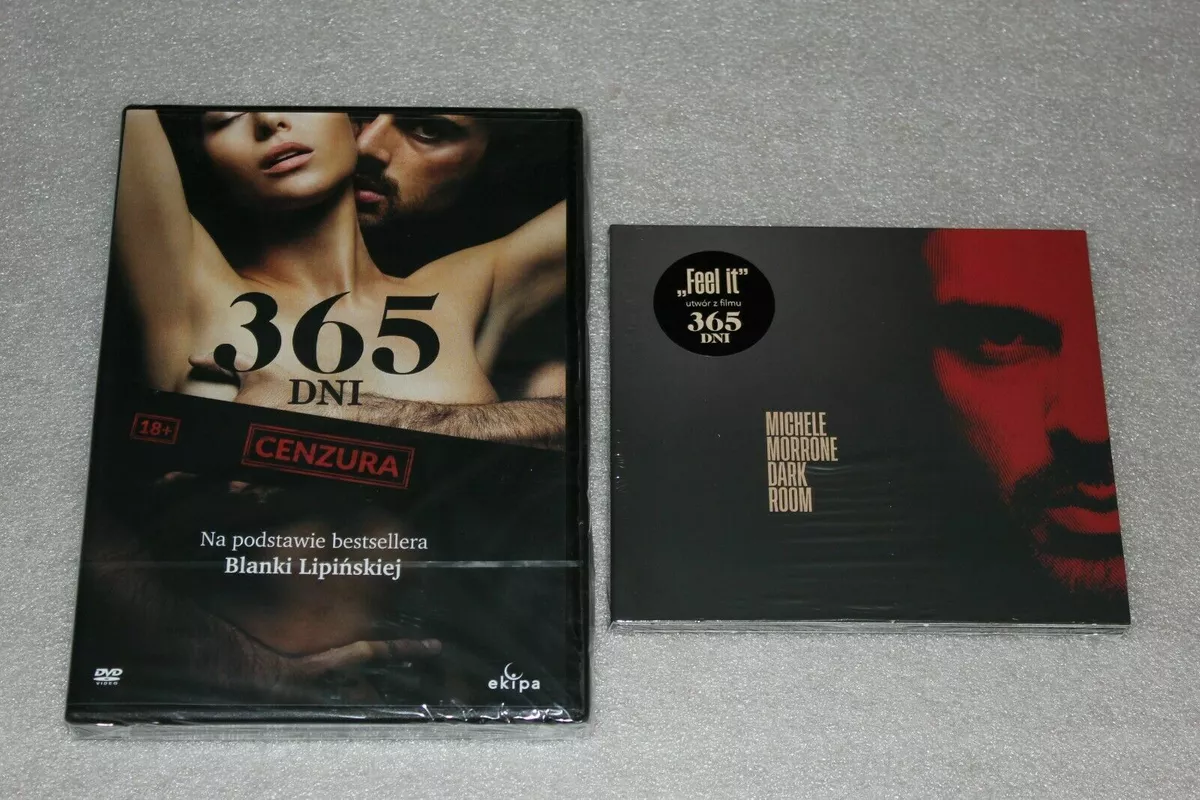 365
DNI
18+
CENZURA
Na podstawie bestsellera
Blanki Lipińskiej
DVD
VIDEO
ekipa
„Feel it”
utwór z filmu
365
DNI
MICHELE
MORRONE
DARK
ROOM